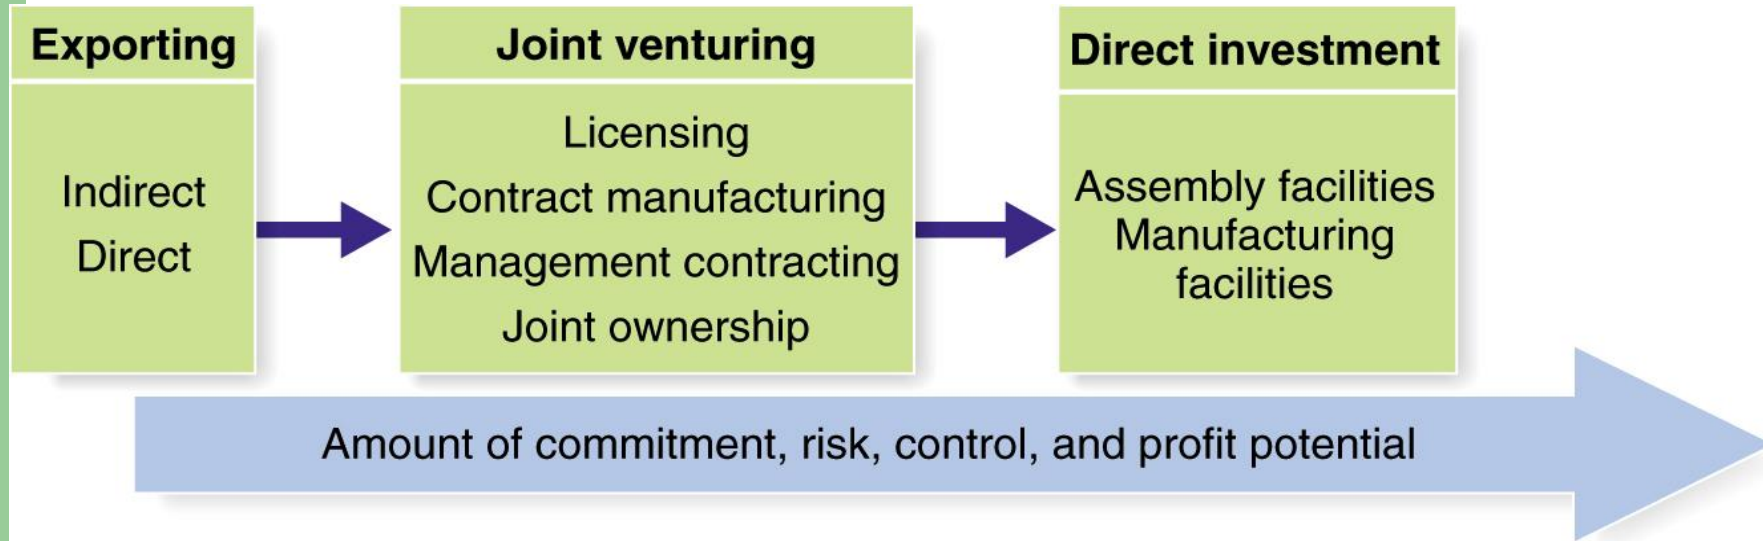 Exporting
Indirect
Direct
Joint venturing
Licensing
Contract manufacturing
Management contracting
Joint ownership
Direct investment
Assembly facilities
Manufacturing
facilities
Amount of commitment, risk, control, and profit potential